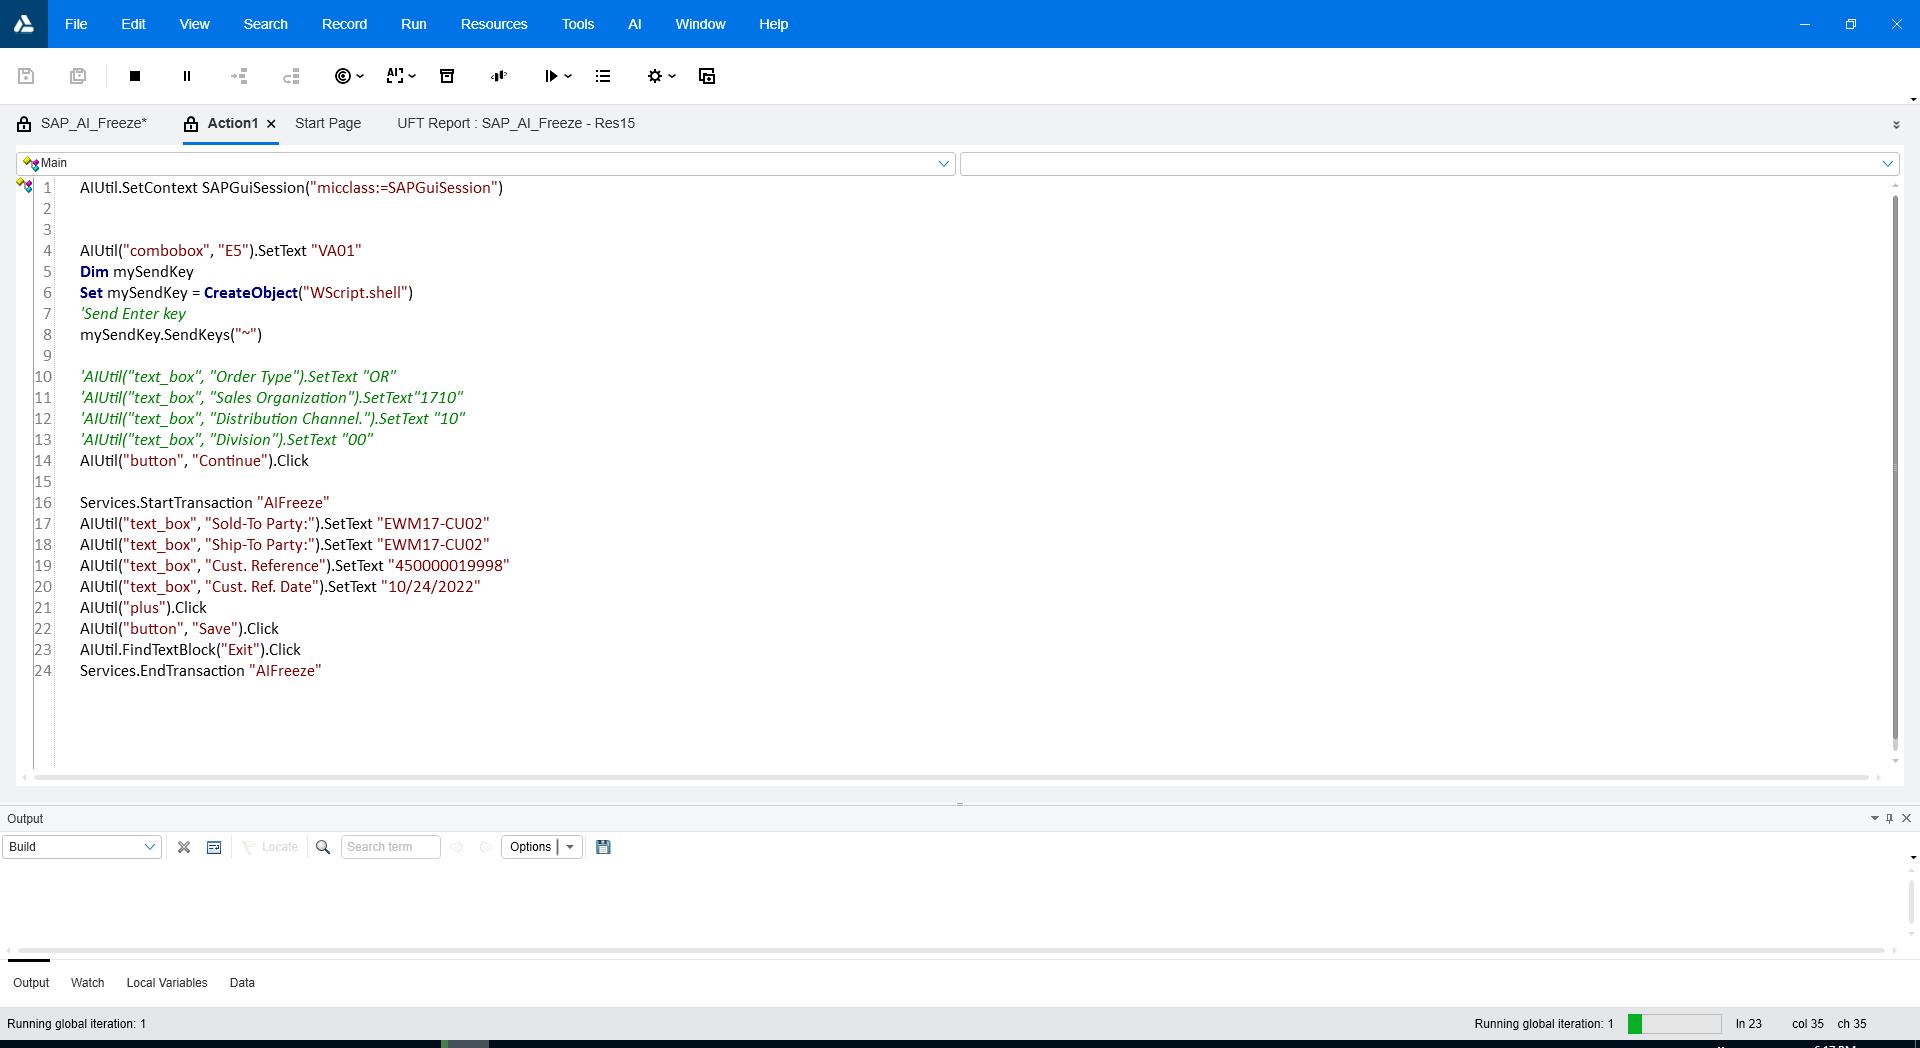 File Edit View Search Record Run Resources Tools AI Window Help
SAP_AI_Freeze* Action1 Start Page UFT Report : SAP_AI_Freeze - Res15
Main
1 AIUtil.SetContext SAPGuiSession("micclass:=SAPGuiSession")
2
3
4 AIUtil("combobox", "E5").SetText "VA01"
5 Dim mySendKey
6 Set mySendKey = CreateObject("WScript.shell")
7 'Send Enter key
8 mySendKey.SendKeys("~")
9
10 'AIUtil("text_box", "Order Type").SetText "OR"
11 'AIUtil("text_box", "Sales Organization").SetText"1710"
12 'AIUtil("text_box", "Distribution Channel.").SetText "10"
13 'AIUtil("text_box", "Division").SetText "00"
14 AIUtil("button", "Continue").Click
15
16 Services.StartTransaction "AIFreeze"
17 AIUtil("text_box", "Sold-To Party:").SetText "EWM17-CU02"
18 AIUtil("text_box", "Ship-To Party:").SetText "EWM17-CU02"
19 AIUtil("text_box", "Cust. Reference").SetText "450000019998"
20 AIUtil("text_box", "Cust. Ref. Date").SetText "10/24/2022"
21 AIUtil("plus").Click
22 AIUtil("button", "Save").Click
23 AIUtil.FindTextBlock("Exit").Click
24 Services.EndTransaction "AIFreeze"
Output
Build Locate Search term Options
Output Watch Local Variables Data
Running global iteration: 1 Running global iteration: 1 ln 23 col 35 ch 35